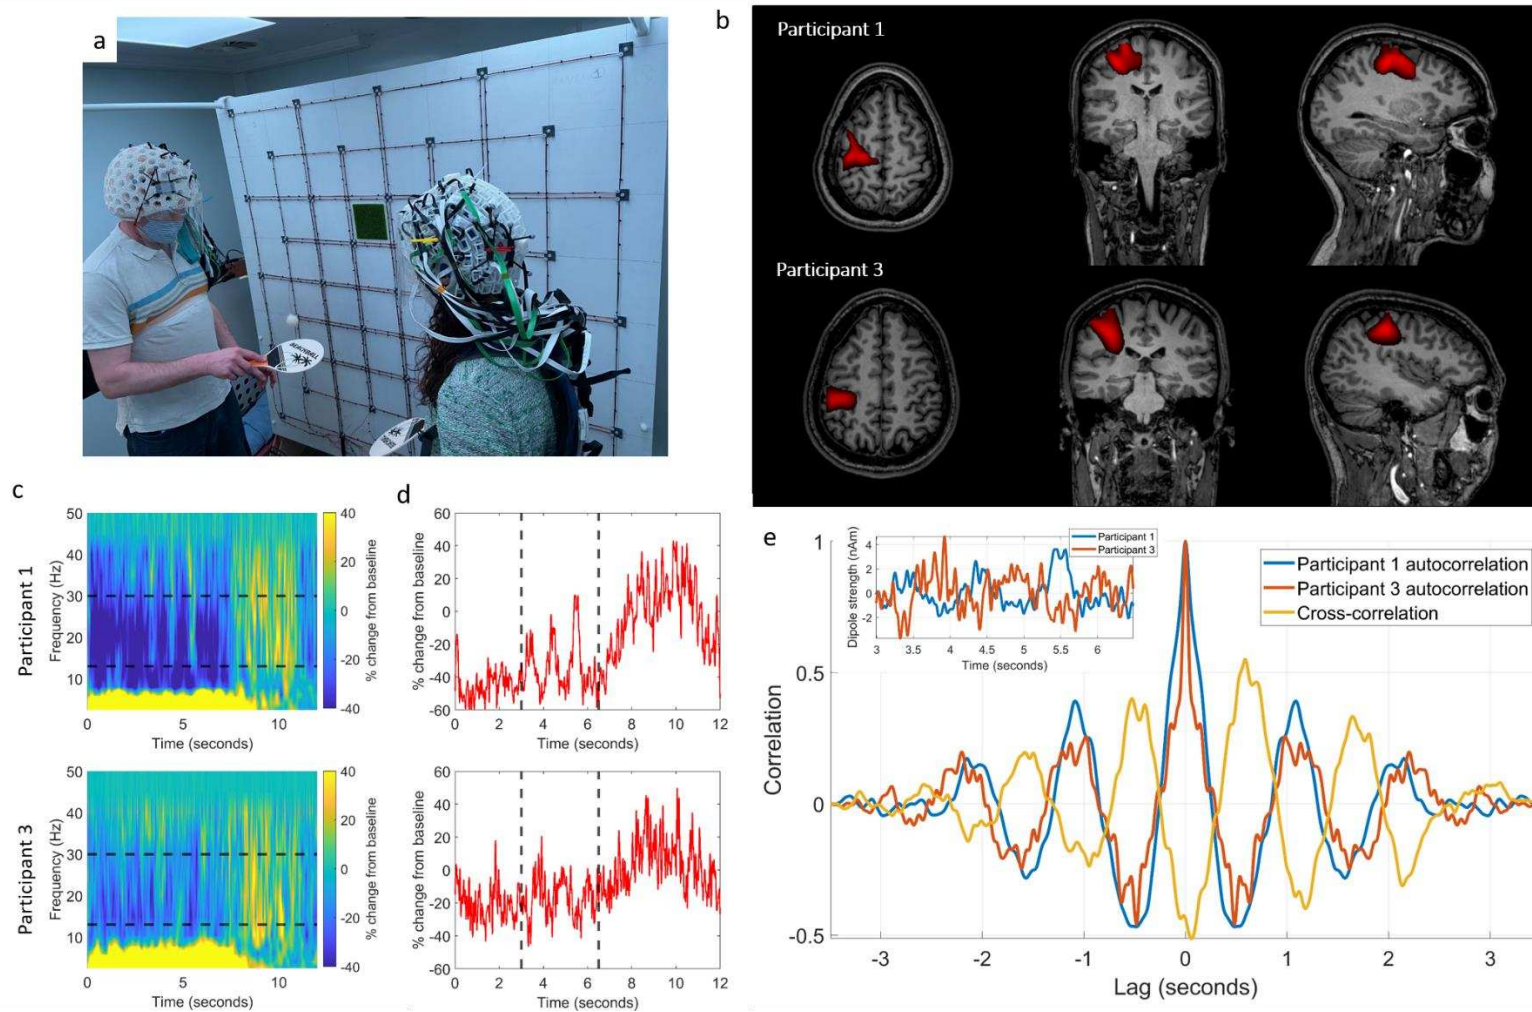 a
b
Participant 1
Participant 3
c
Participant 1
Frequency (Hz)
50
40
30
20
10
0
5
10
Time (seconds)
40
20
0
-20
-40
% change from baseline
Participant 3
Frequency (Hz)
50
40
30
20
10
0
5
10
Time (seconds)
40
20
0
-20
-40
% change from baseline
d
% change from baseline
60
40
20
0
-20
-40
-60
0 2 4 6 8 10 12
Time (seconds)
% change from baseline
60
40
20
0
-20
-40
-60
0 2 4 6 8 10 12
Time (seconds)
e
Correlation
1
0.5
0
-0.5
-3 -2 -1 0 1 2 3
Lag (seconds)
Participant 1 autocorrelation
Participant 3 autocorrelation
Cross-correlation
Dipole strength (nAm)
4
2
0
-2
3 3.5 4 4.5 5 5.5 6
Time (seconds)
Participant 1
Participant 3